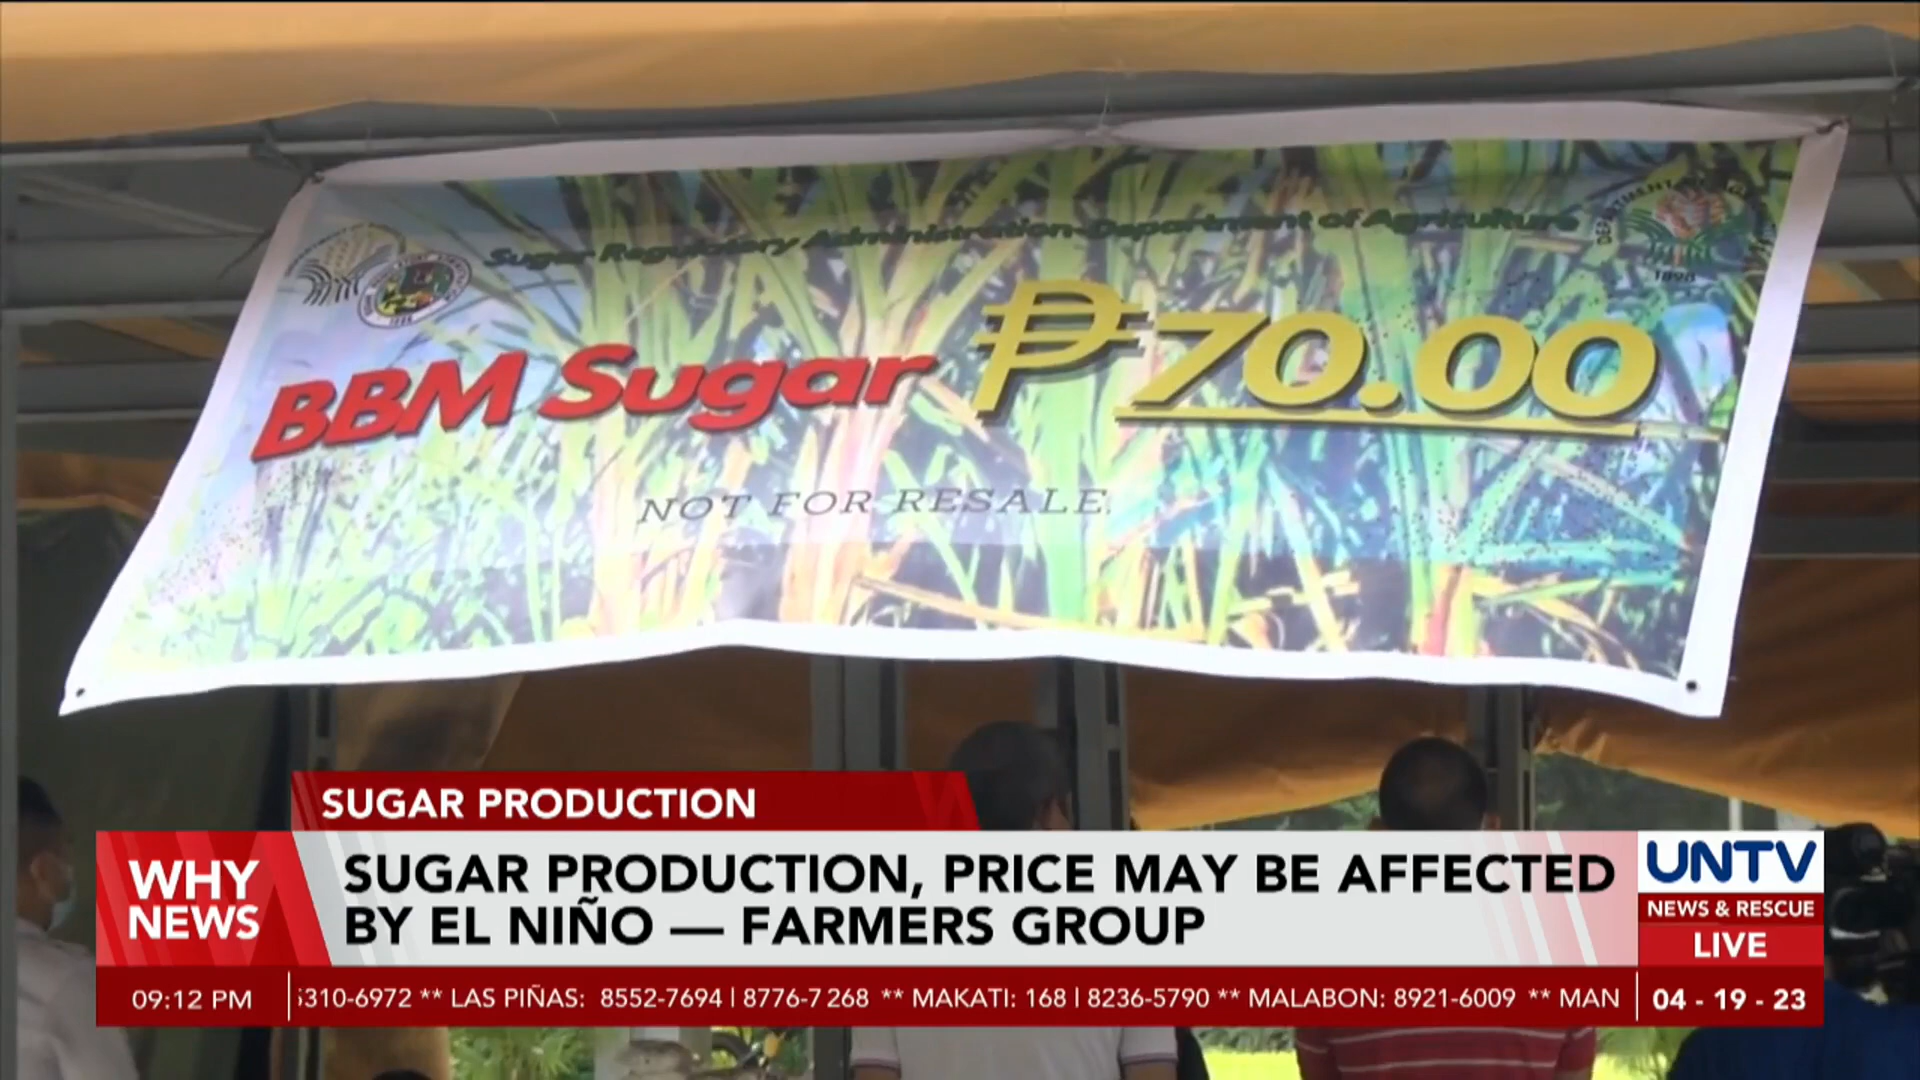 Sugar Regulatory Administration-Department of Agriculture
1898
BBM Sugar ₱70.00
NOT FOR RESALE.
SUGAR PRODUCTION
WHY
NEWS
SUGAR PRODUCTION, PRICE MAY BE AFFECTED
BY EL NIÑO — FARMERS GROUP
UNTV
NEWS & RESCUE
LIVE
09:12 PM
5310-6972 ** LAS PIÑAS: 8552-7694 | 8776-7268 ** MAKATI: 168 | 8236-5790 ** MALABON: 8921-6009 ** MAN
04 - 19 - 23